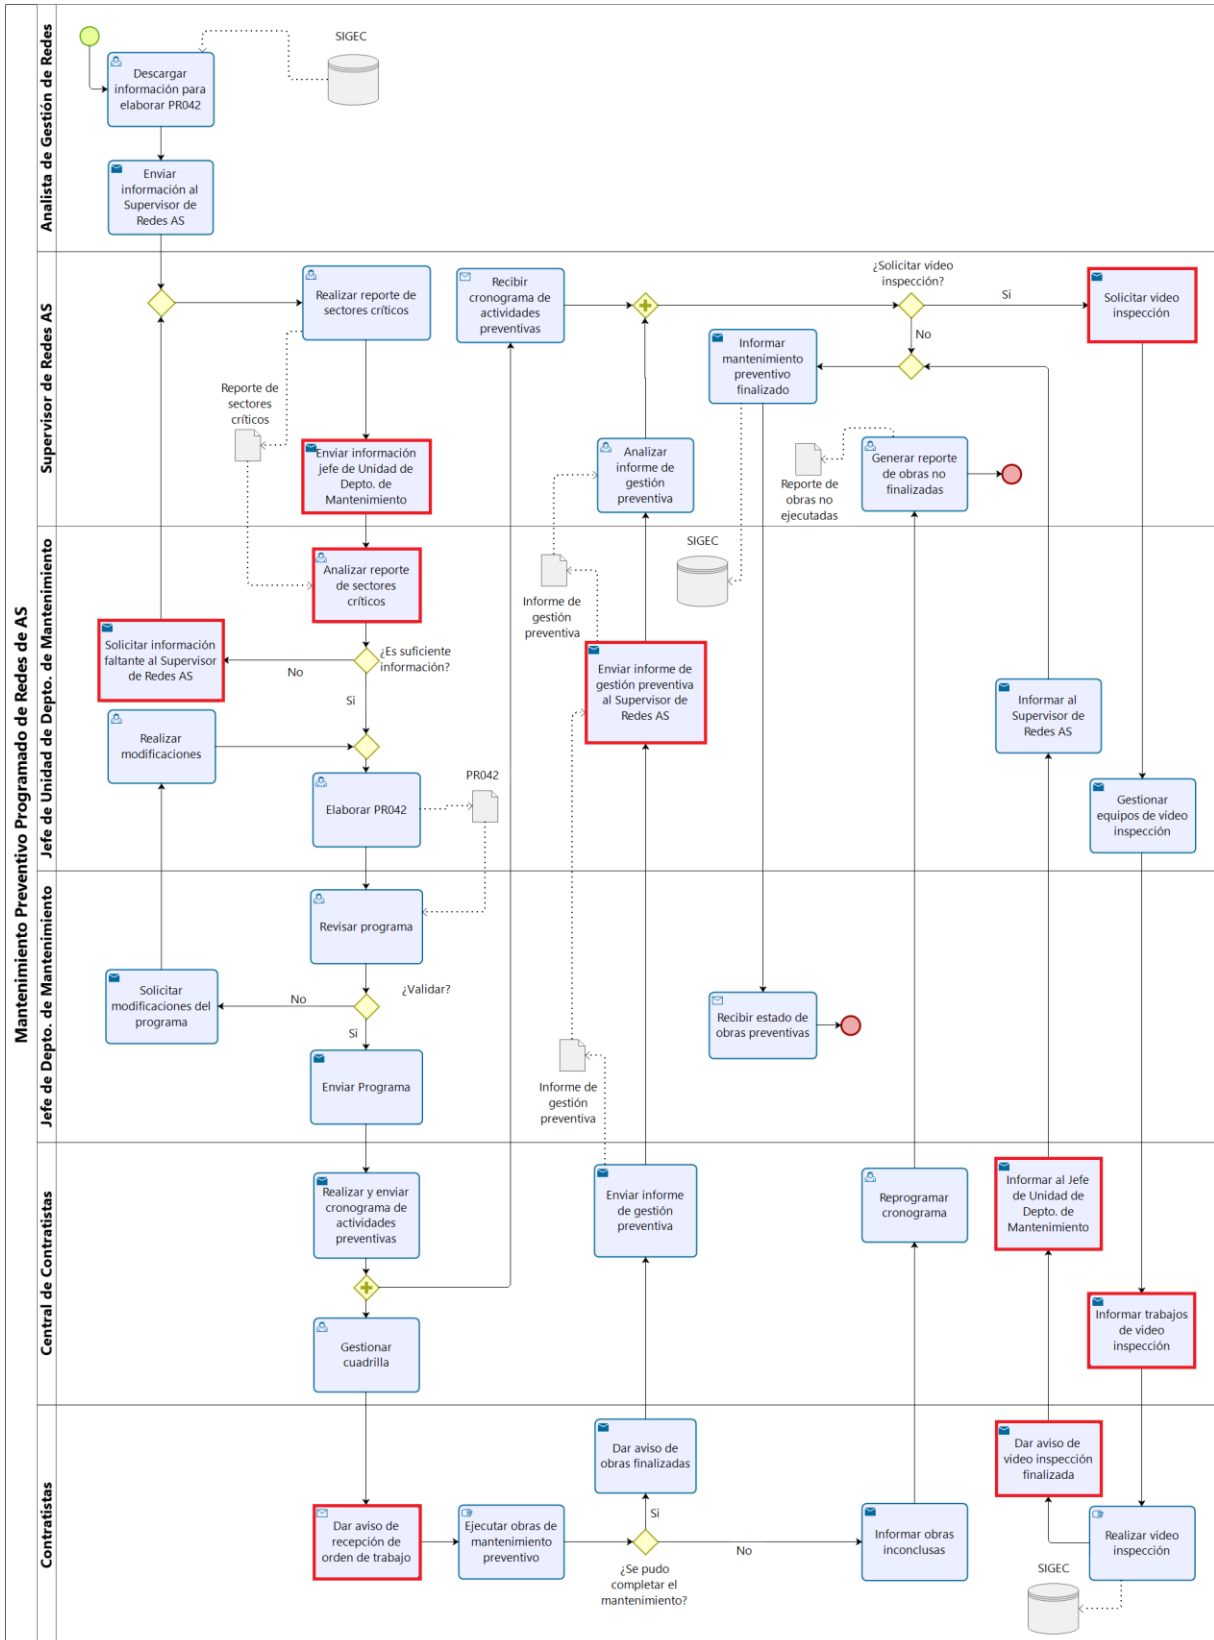 Mantenimiento Preventivo Programado de Redes de AS
Analista de Gestión de Redes
SIGEC
Descargar
información para
elaborar PR042
Enviar
información al
Supervisor de
Redes AS
Supervisor de Redes AS
Realizar reporte de
sectores críticos
Recibir
cronograma de
actividades
preventivas
¿Solicitar video
inspección?
Si
No
Solicitar video
inspección
Informar
mantenimiento
preventivo
finalizado
Reporte de
sectores
críticos
Enviar información
jefe de Unidad de
Depto. de
Mantenimiento
Analizar
informe de
gestión
preventiva
Reporte de
obras no
ejecutadas
Generar reporte
de obras no
finalizadas
Jefe de Unidad de Depto. de Mantenimiento
Analizar reporte
de sectores
críticos
Informe de
gestión
preventiva
SIGEC
Solicitar información
faltante al Supervisor
de Redes AS
No
¿Es suficiente
información?
Si
Enviar informe de
gestión preventiva
al Supervisor de
Redes AS
Informar al
Supervisor de
Redes AS
Realizar
modificaciones
Elaborar PR042
PR042
Gestionar
equipos de video
inspección
Jefe de Depto. de Mantenimiento
Revisar programa
Solicitar
modificaciones del
programa
No
¿Validar?
Si
Recibir estado de
obras preventivas
Enviar Programa
Informe de
gestión
preventiva
Central de Contratistas
Realizar y enviar
cronograma de
actividades
preventivas
Enviar informe
de gestión
preventiva
Reprogramar
cronograma
Informar al Jefe
de Unidad de
Depto. de
Mantenimiento
Gestionar
cuadrilla
Informar trabajos
de video
inspección
Contratistas
Dar aviso de
obras finalizadas
Dar aviso de
video inspección
finalizada
Si
Dar aviso de
recepción de
orden de trabajo
Ejecutar obras de
mantenimiento
preventivo
No
¿Se pudo
completar el
mantenimiento?
Informar obras
inconclusas
Realizar video
inspección
SIGEC